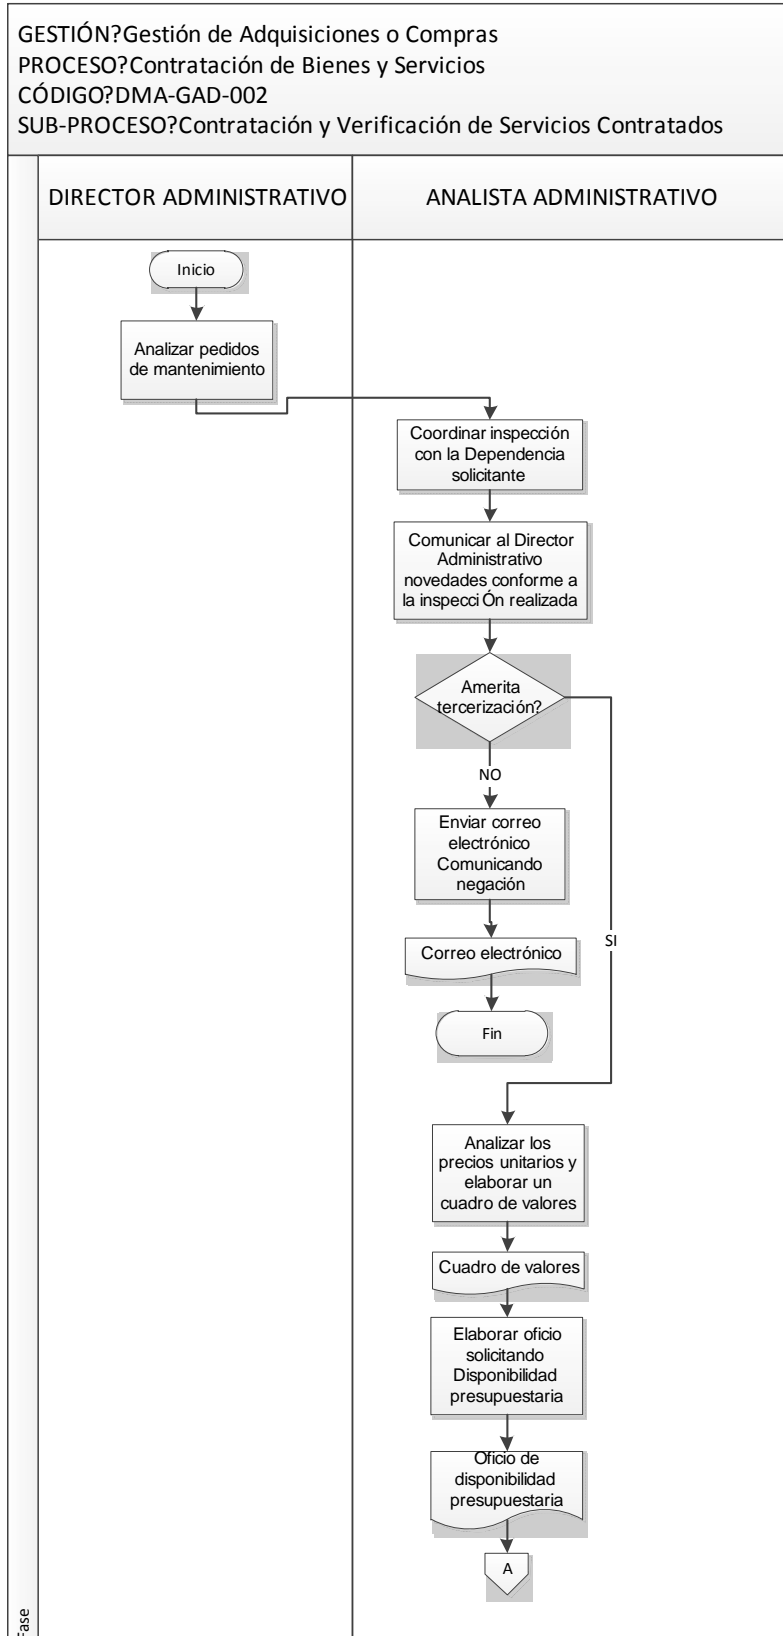 GESTIÓN?Gestión de Adquisiciones o Compras
PROCESO?Contratación de Bienes y Servicios
CÓDIGO?DMA-GAD-002
SUB-PROCESO?Contratación y Verificación de Servicios Contratados
DIRECTOR ADMINISTRATIVO
ANALISTA ADMINISTRATIVO
Inicio
Analizar pedidos
de mantenimiento
Coordinar inspección
con la Dependencia
solicitante
Comunicar al Director
Administrativo
novedades conforme a
la inspecciÓn realizada
Amerita
tercerización?
NO
Enviar correo
electrónico
Comunicando
negación
Correo electrónico
SI
Fin
Analizar los
precios unitarios y
elaborar un
cuadro de valores
Cuadro de valores
Elaborar oficio
solicitando
Disponibilidad
presupuestaria
Oficio de
disponibilidad
presupuestaria
A
Fase